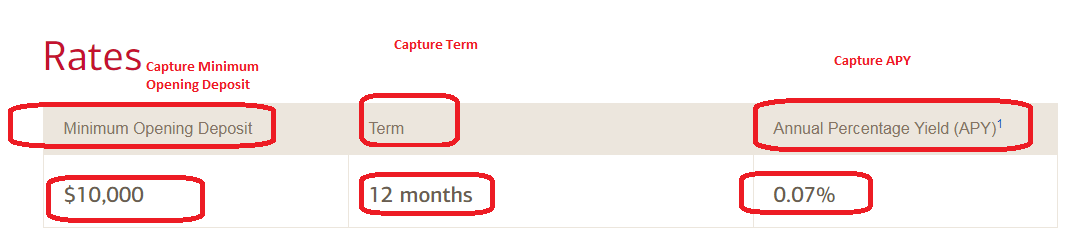 Capture Term
Rates
Capture Minimum
Opening Deposit
Capture APY
Minimum Opening Deposit
Term
Annual Percentage Yield (APY)1
$10,000
12 months
0.07%